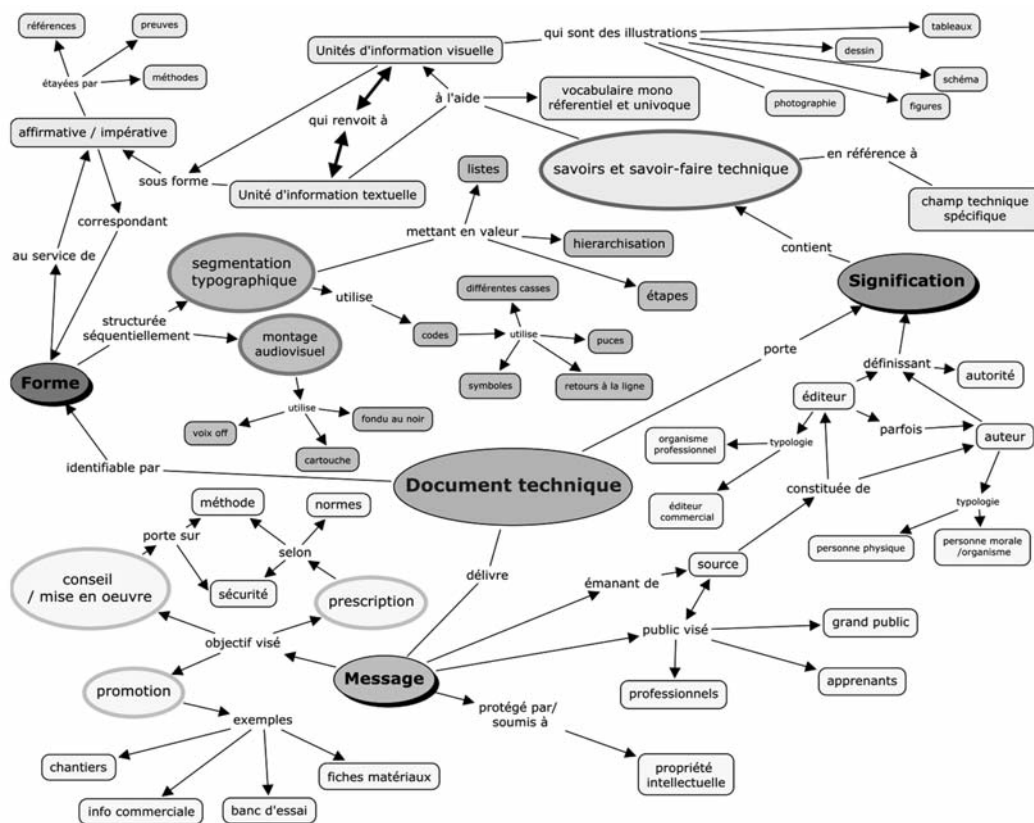 références
preuves
étayées par
méthodes
affirmative / impérative
Unités d'information visuelle
qui sont des illustrations
tableaux
dessin
schéma
figures
photographie
à l'aide
vocabulaire mono
réferentiel et univoque
qui renvoit à
sous forme
Unité d'information textuelle
savoirs et savoir-faire technique
en référence à
champ technique
spécifique
correspondant
au service de
listes
mettant en valeur
hierarchisation
étapes
segmentation
typographique
contient
Signification
structurée
séquentiellement
utilise
différentes casses
codes
utilise
puces
symboles
retours à la ligne
montage
audiovisuel
Forme
porte
définissant
autorité
éditeur
parfois
auteur
utilise
voix off
fondu au noir
cartouche
organisme
professionnel
typologie
identifiable par
Document technique
éditeur
commercial
constituée de
typologie
personne physique
personne morale
/organisme
méthode
normes
porte sur
selon
conseil
/ mise en oeuvre
sécurité
prescription
délivre
émanant de
source
objectif visé
public visé
grand public
Message
promotion
professionnels
apprenants
exemples
protégé par/
soumis à
chantiers
fiches matériaux
propriété
intellectuelle
info commerciale
banc d'essai